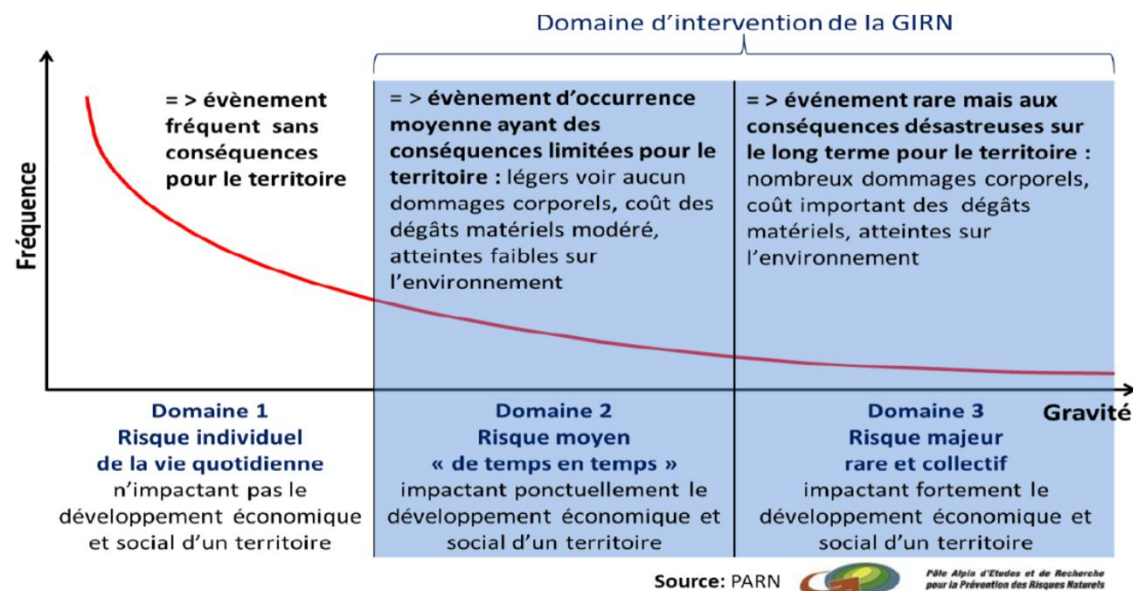 Domaine d'intervention de la GIRN
Fréquence
= > évènement
fréquent sans
conséquences
pour le territoire
= > évènement d'occurrence
moyenne ayant des
conséquences limitées pour le
territoire : légers voir aucun
dommages corporels, coût des
dégâts matériels modéré,
atteintes faibles sur
l'environnement
= > événement rare mais aux
conséquences désastreuses sur
le long terme pour le territoire :
nombreux dommages corporels,
coût important des dégâts
matériels, atteintes sur
l'environnement
Gravité
Domaine 1
Risque individuel
de la vie quotidienne
n'impactant pas le
développement économique
et social d'un territoire
Domaine 2
Risque moyen
« de temps en temps »
impactant ponctuellement le
développement économique et
social d'un territoire
Domaine 3
Risque majeur
rare et collectif
impactant fortement le
développement économique et
social d'un territoire
Source: PARN
Pôle Alpin d'Etudes et de Recherche
pour la Prévention des Risques Naturels